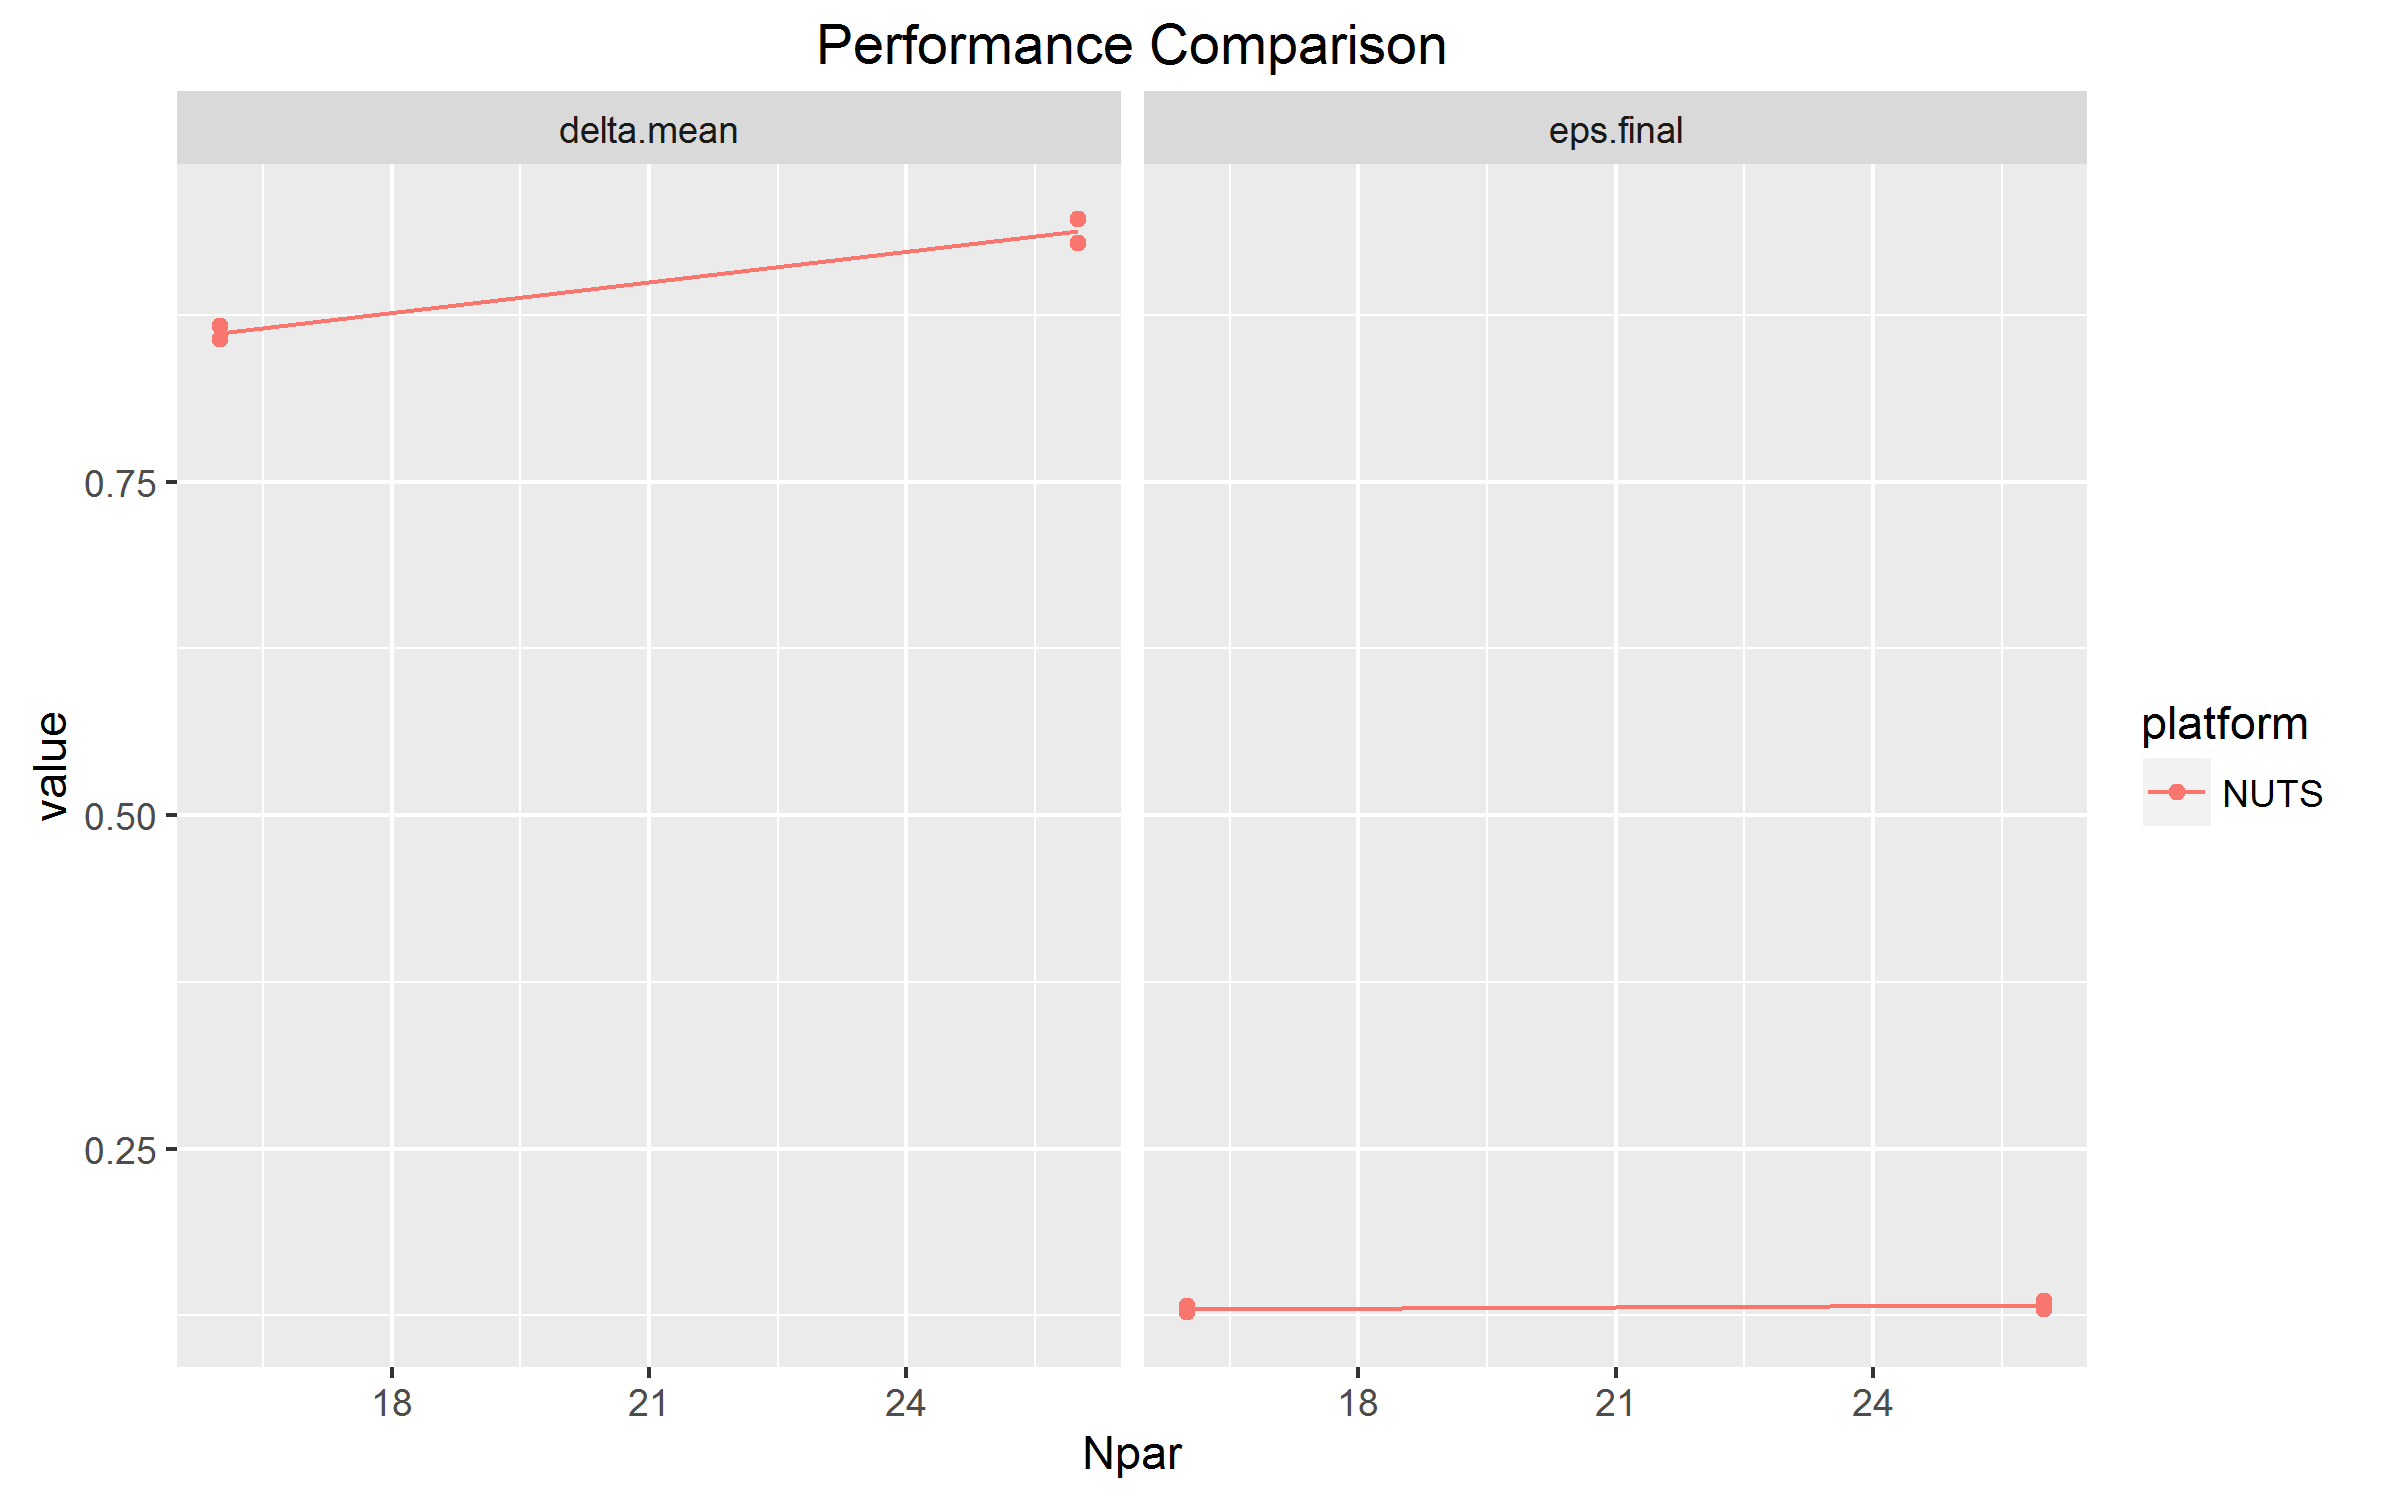 Performance Comparison
delta.mean
eps.final
value
0.75
0.50
0.25
18
21
24
18
21
24
Npar
platform
NUTS